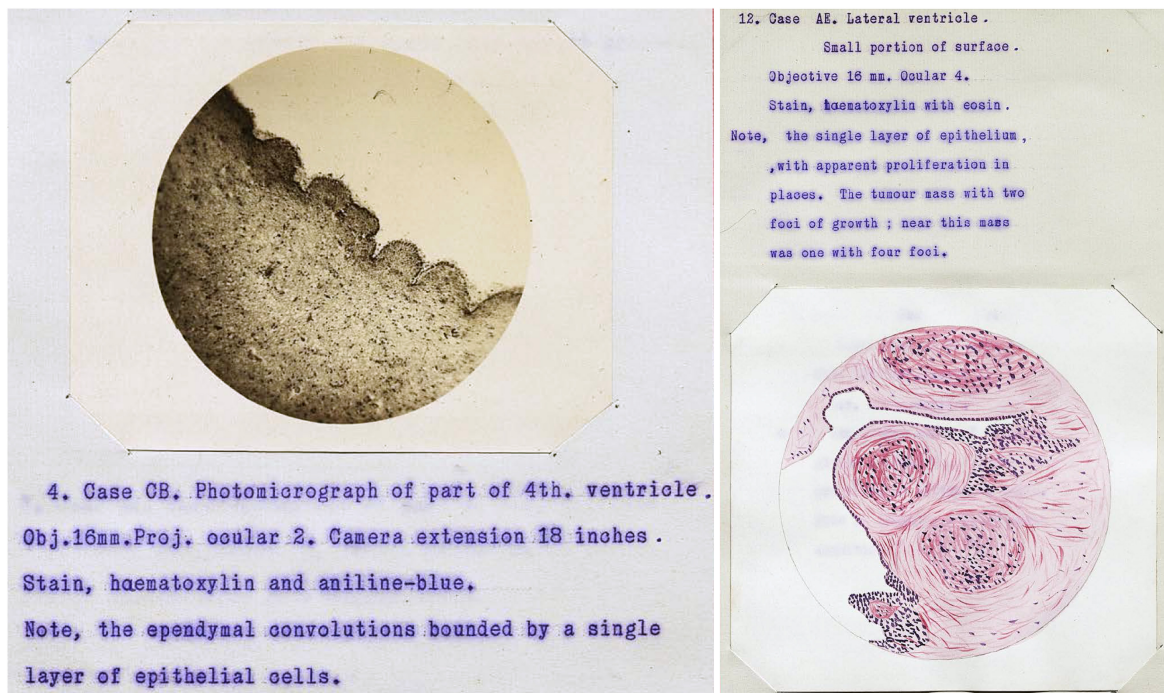 4. Case CB. Photomicrograph of part of 4th. ventricle.
Obj.16mm.Proj. ocular 2. Camera extension 18 inches.
Stain, haematoxylin and aniline-blue.
Note, the ependymal convolutions bounded by a single
layer of epithelial cells.
12. Case AE. Lateral ventricle.
Small portion of surface.
Objective 16 mm. Ocular 4.
Stain, haematoxylin with eosin.
Note, the single layer of epithelium,
,with apparent proliferation in
places. The tumour mass with two
foci of growth ; near this mass
was one with four foci.